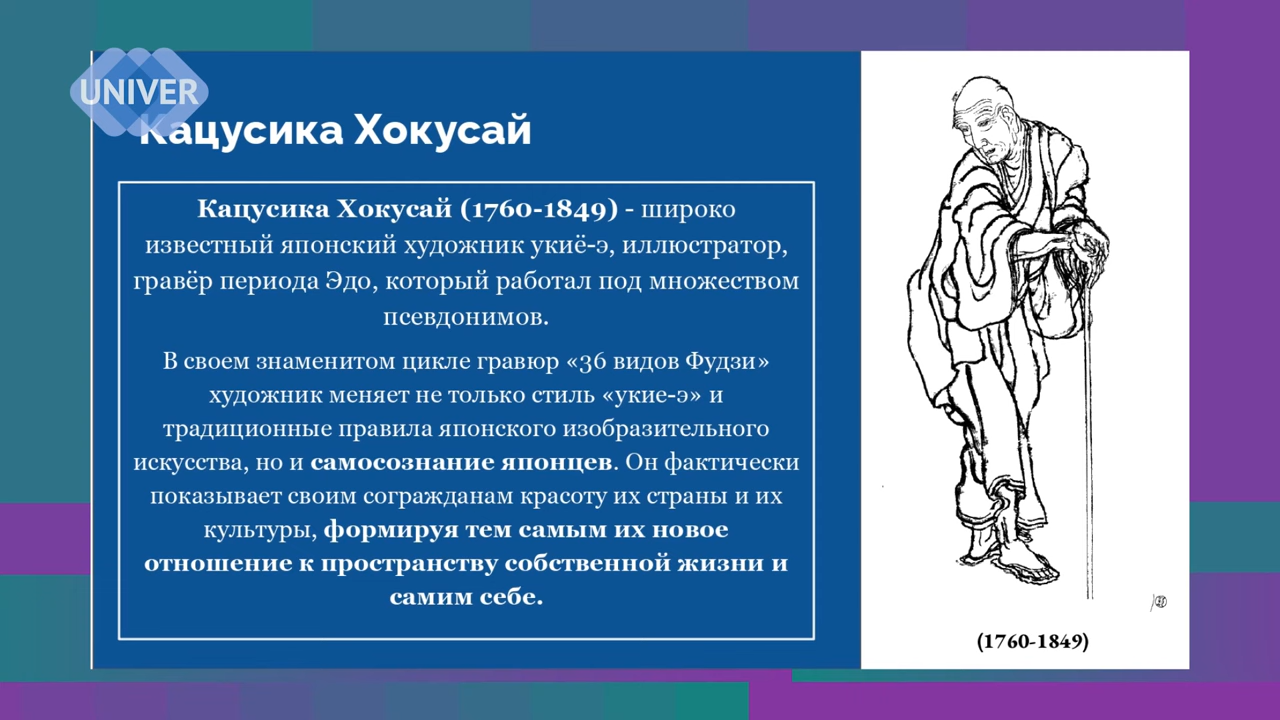 UNIVER
Кацусика Хокусай
Кацусика Хокусай (1760-1849) - широко
известный японский художник укиё-э, иллюстратор,
гравёр периода Эдо, который работал под множеством
псевдонимов.
В своем знаменитом цикле гравюр «36 видов Фудзи»
художник меняет не только стиль «укие-э» и
традиционные правила японского изобразительного
искусства, но и самосознание японцев. Он фактически
показывает своим согражданам красоту их страны и их
культуры, формируя тем самым их новое
отношение к пространству собственной жизни и
самим себе.
(1760-1849)